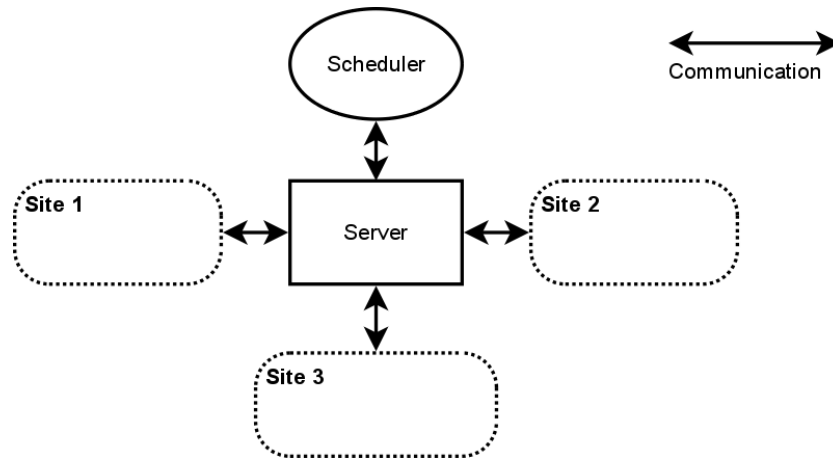 Scheduler
Communication
Site 1
Server
Site 2
Site 3